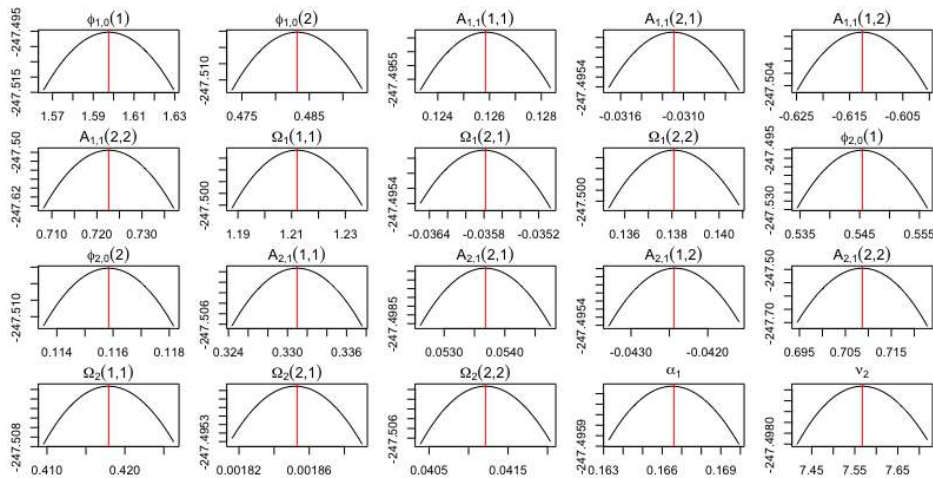 ϕ1,0(1) ϕ1,0(2) A1,1(1,1) A1,1(2,1) A1,1(1,2)
-247.515 -247.495 -247.510 -247.4955 -247.4954 -247.504
1.57 1.59 1.61 1.63 0.475 0.485 0.124 0.126 0.128 -0.0316 -0.0310 -0.625 -0.615 -0.605
A1,1(2,2) Ω1(1,1) Ω1(2,1) Ω1(2,2) ϕ2,0(1)
-247.62 -247.50 -247.500 -247.4954 -247.500 -247.530 -247.495
0.710 0.720 0.730 1.19 1.21 1.23 -0.0364 -0.0358 -0.0352 0.136 0.138 0.140 0.535 0.545 0.555
ϕ2,0(2) A2,1(1,1) A2,1(2,1) A2,1(1,2) A2,1(2,2)
-247.510 -247.506 -247.4985 -247.4954 -247.70 -247.50
0.114 0.116 0.118 0.324 0.330 0.336 0.0530 0.0540 -0.0430 -0.0420 0.695 0.705 0.715
Ω2(1,1) Ω2(2,1) Ω2(2,2) α1 ν2
-247.508 -247.4953 -247.506 -247.4959 -247.4980
0.410 0.420 0.00182 0.00186 0.0405 0.0415 0.163 0.166 0.169 7.45 7.55 7.65